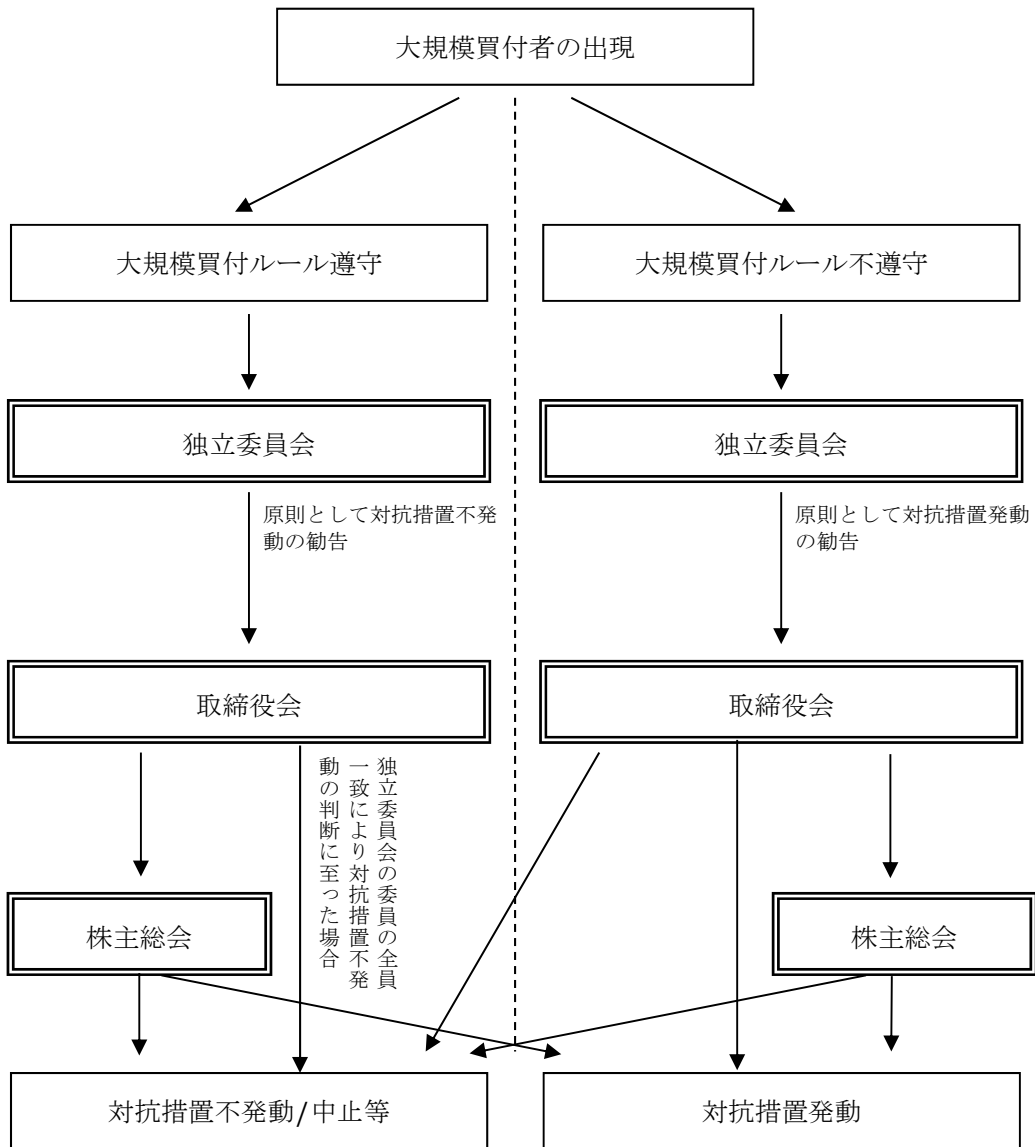 大規模買付者の出現
大規模買付ルール遵守
大規模買付ルール不遵守
独立委員会
独立委員会
原則として対抗措置不発
動の勧告
原則として対抗措置発動
の勧告
取締役会
取締役会
独立委員会の委員の全員
一致により対抗措置不発
動の判断に至った場合
株主総会
株主総会
対抗措置不発動/中止等
対抗措置発動